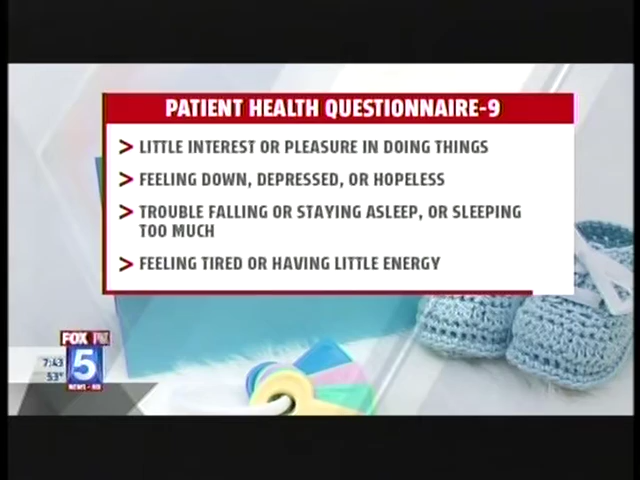 PATIENT HEALTH QUESTIONNAIRE-9
> LITTLE INTEREST OR PLEASURE IN DOING THINGS
> FEELING DOWN, DEPRESSED, OR HOPELESS
> TROUBLE FALLING OR STAYING ASLEEP, OR SLEEPING
TOO MUCH
> FEELING TIRED OR HAVING LITTLE ENERGY
FOX
7:43
5
53°
NEWS